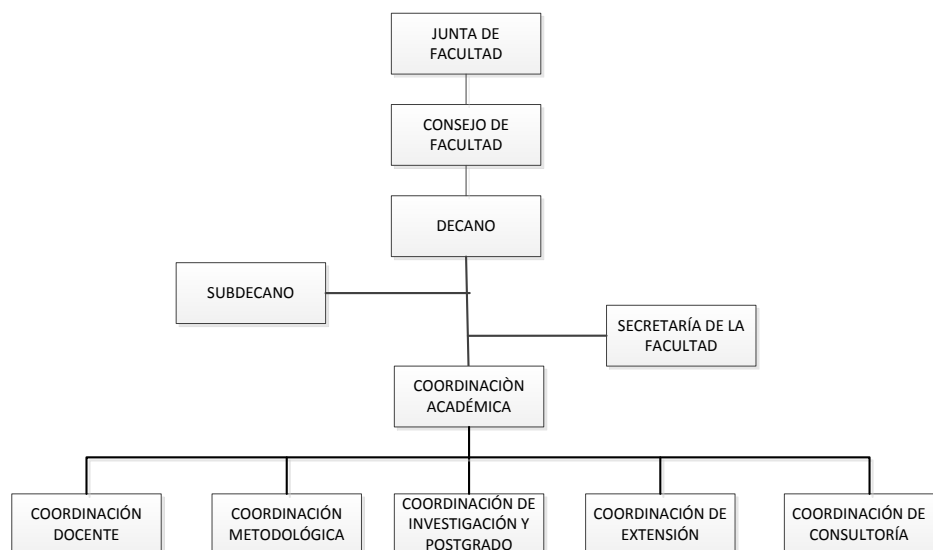 JUNTA DE
FACULTAD
CONSEJO DE
FACULTAD
DECANO
SUBDECANO
SECRETARÍA DE LA
FACULTAD
COORDINACIÒN
ACADÉMICA
COORDINACIÓN
DOCENTE
COORDINACIÓN
METODOLÓGICA
COORDINACIÓN DE
INVESTIGACIÓN Y
POSTGRADO
COORDINACIÓN DE
EXTENSIÓN
COORDINACIÓN DE
CONSULTORÍA